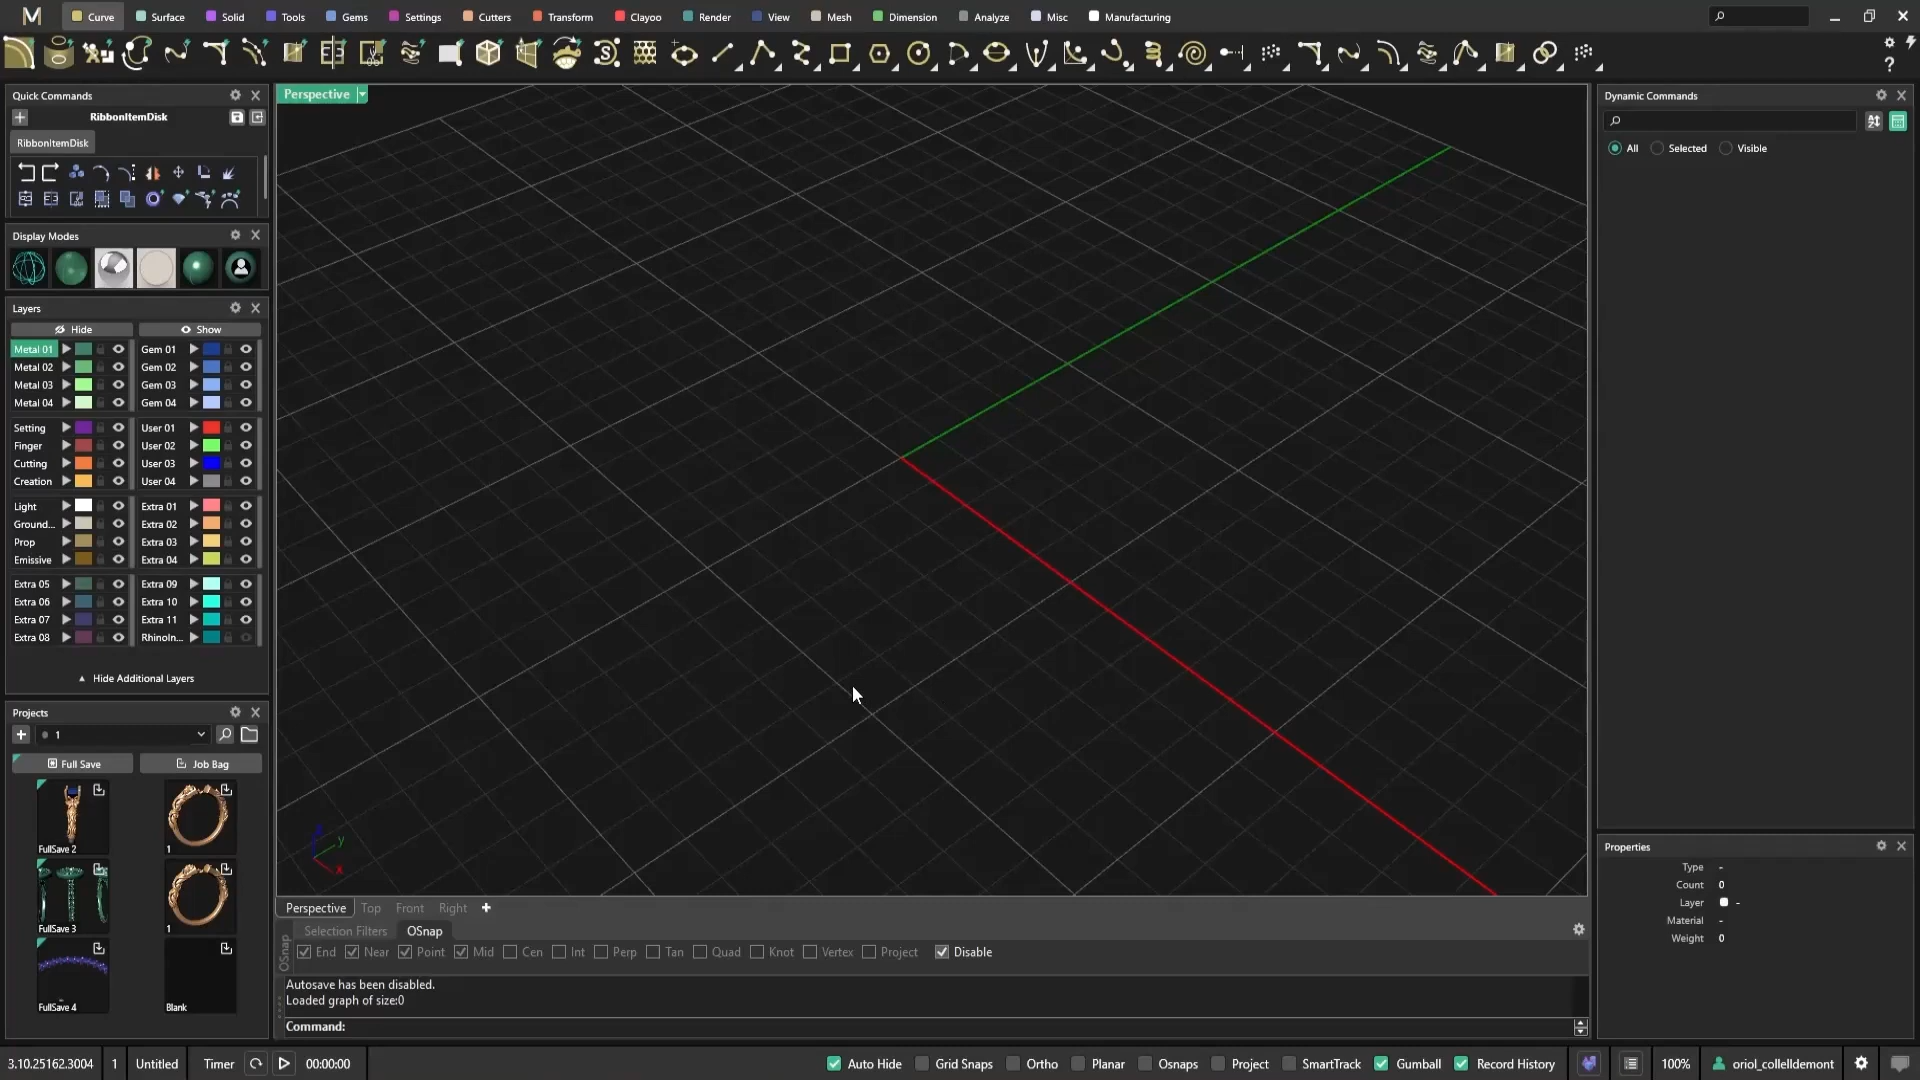 Curve Surface Solid Tools Gems Settings Cutters Transform Clayoo Render View Mesh Dimension Analyze Misc Manufacturing
Quick Commands
RibbonItemDisk
RibbonItemDisk
Display Modes
Layers
Hide Show
Metal 01 Gem 01
Metal 02 Gem 02
Metal 03 Gem 03
Metal 04 Gem 04
Setting User 01
Finger User 02
Cutting User 03
Creation User 04
Light Extra 01
Ground... Extra 02
Prop Extra 03
Emissive Extra 04
Extra 05 Extra 09
Extra 06 Extra 10
Extra 07 Extra 11
Extra 08 RhinoIn...
Hide Additional Layers
Projects
1
Full Save Job Bag
FullSave 2 1
FullSave 3 1
FullSave 4 Blank
Perspective
y
x
Perspective Top Front Right
Selection Filters OSnap
OSnap
End Near Point Mid Cen Int Perp Tan Quad Knot Vertex Project Disable
Autosave has been disabled.
Loaded graph of size:0
Command:
Dynamic Commands
All Selected Visible
Properties
Type -
Count 0
Layer -
Material -
Weight 0
3.10.25162.3004 1 Untitled Timer 00:00:00 Auto Hide Grid Snaps Ortho Planar Osnaps Project SmartTrack Gumball Record History 100% oriol_collelldemont